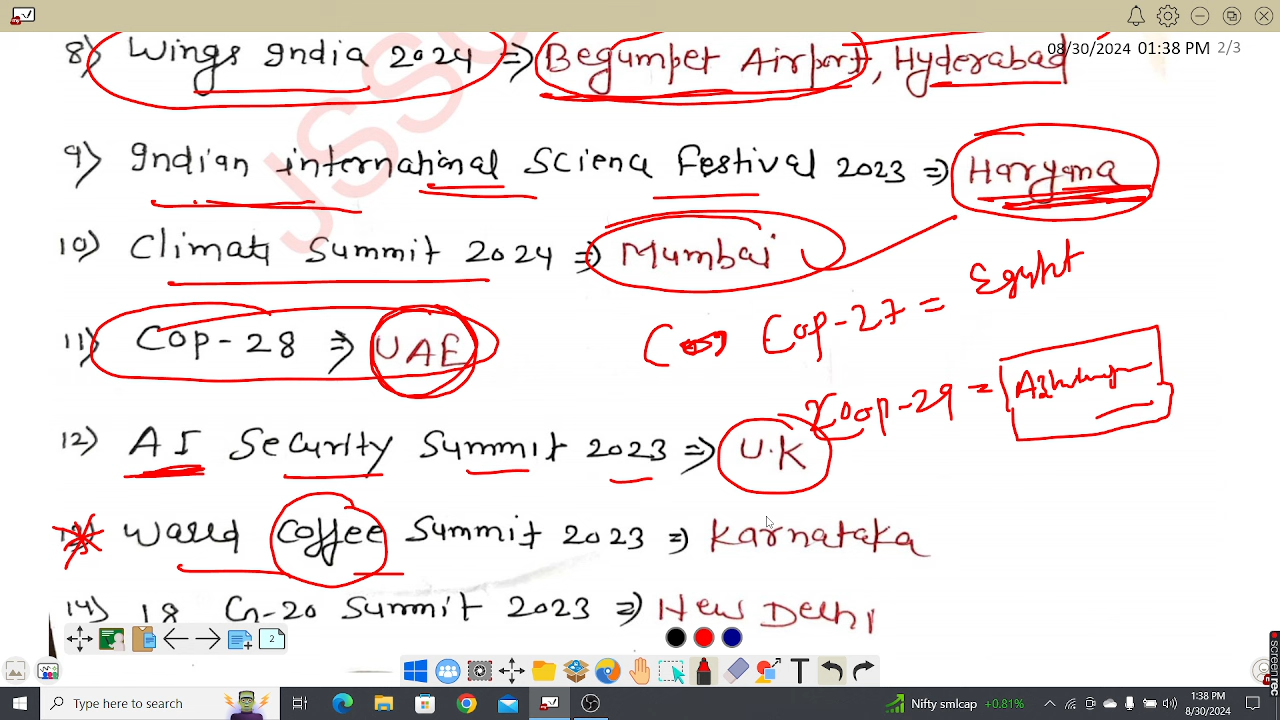 08/30/2024 01:38 PM 2/3
8) Wings India 2024 ⇒ Begumpet Airport, Hyderabad
9) Indian international Scienc Festival 2023 ⇒ Haryana
10) Climate Summit 2024 ⇒ Mumbai
Cop-27 = Egypt
11) Cop-28 ⇒ UAE
Cop-29 =
12) AI Security Summit 2023 ⇒ U.K
13) World Coffee Summit 2023 ⇒ Karnataka
14) 18 G-20 Summit 2023 ⇒ New Delhi
2
T
Type here to search
Nifty smlcap +0.81%
1:38 PM
8/30/2024